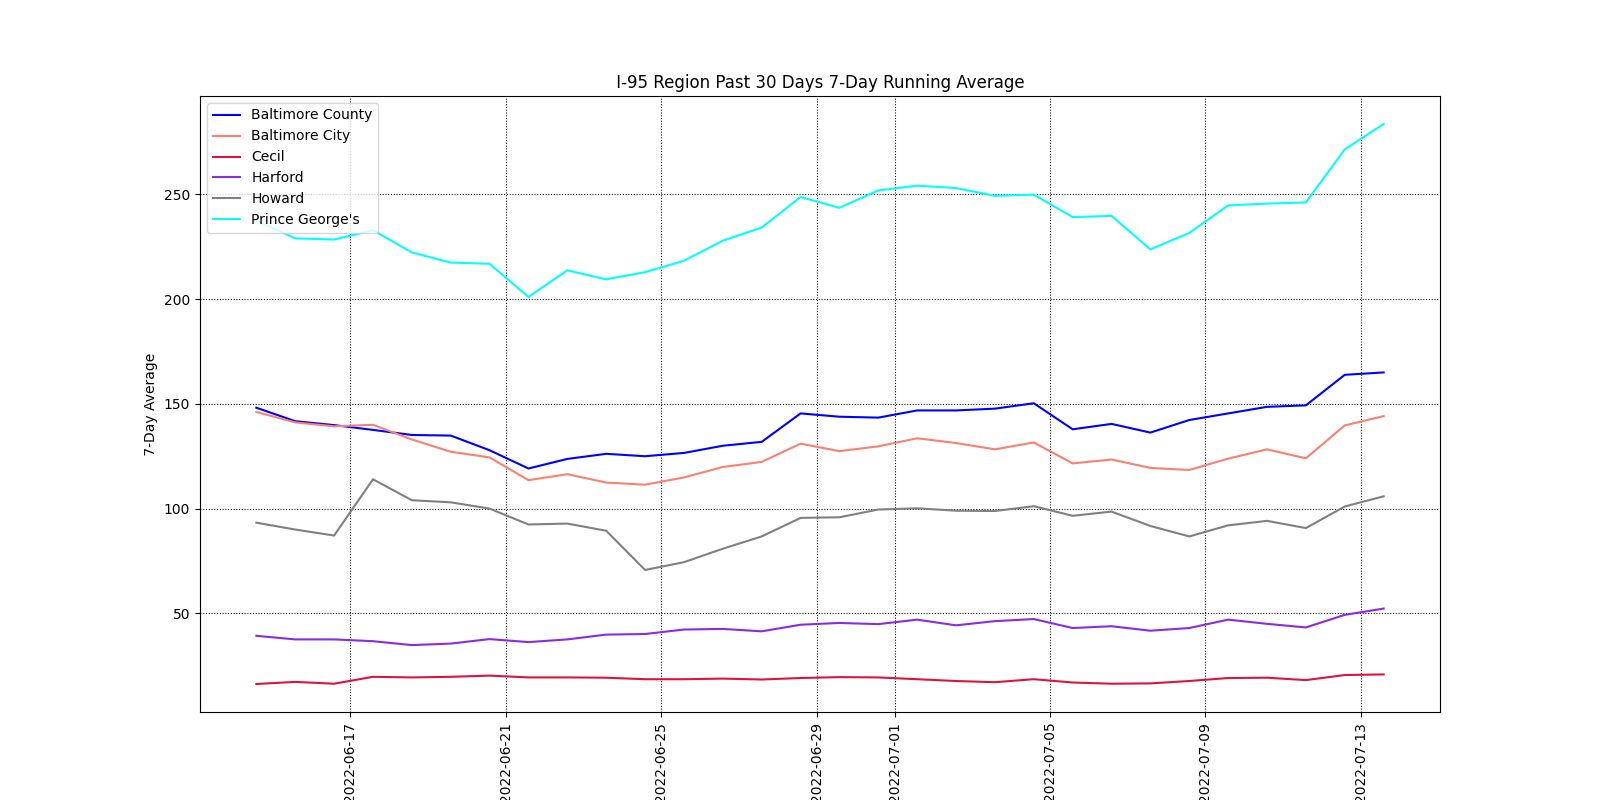 I-95 Region Past 30 Days 7-Day Running Average
Baltimore County
Baltimore City
Cecil
Harford
Howard
Prince George's
250
200
150
100
50
7-Day Average
2022-06-17
2022-06-21
2022-06-25
2022-06-29
2022-07-01
2022-07-05
2022-07-09
2022-07-13